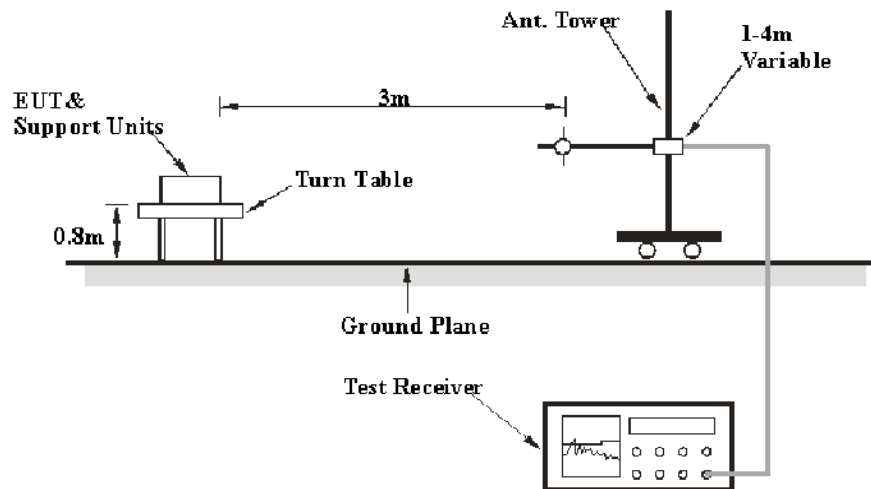 Ant. Tower
1-4m
Variable
3m
EUT&
Support Units
Turn Table
0.8m
Ground Plane
Test Receiver